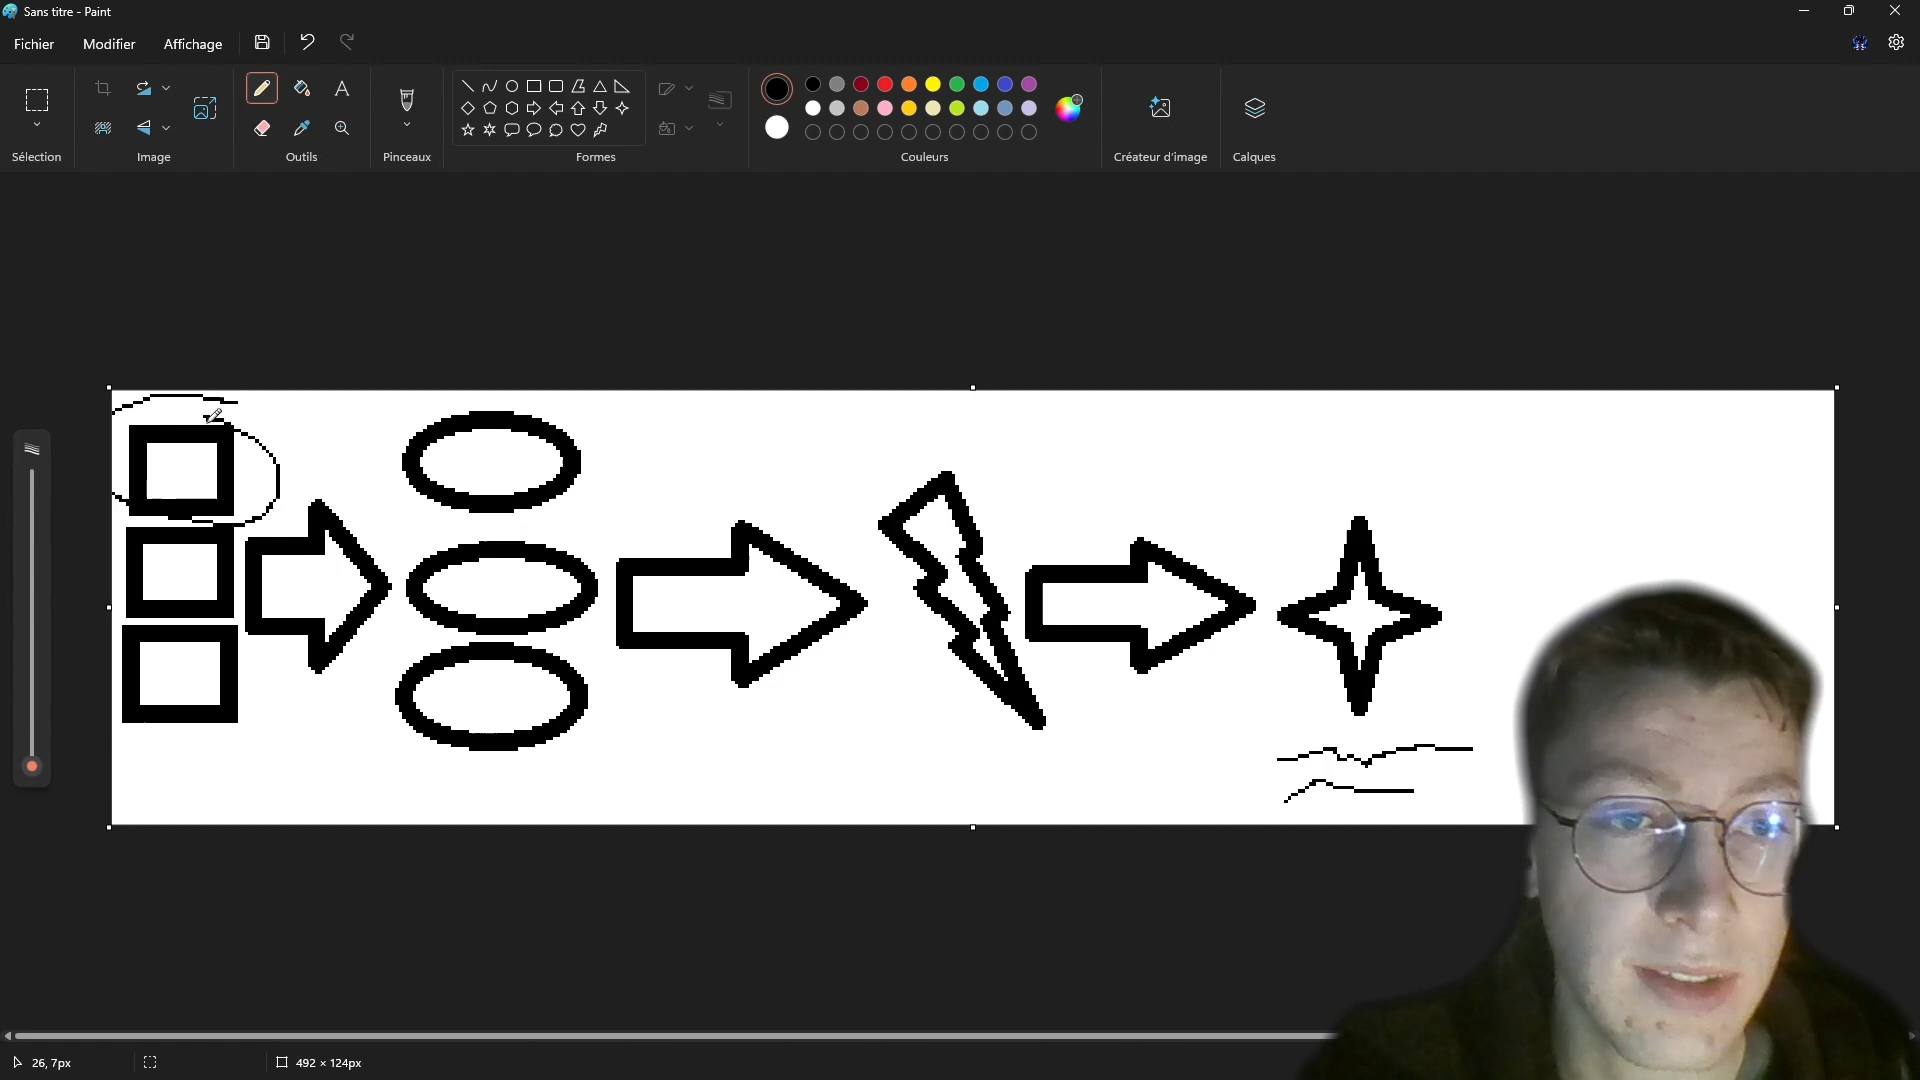 Sans titre - Paint
Fichier Modifier Affichage
Sélection Image Outils Pinceaux Formes Couleurs Créateur d'image Calques
26, 7px 492 × 124px